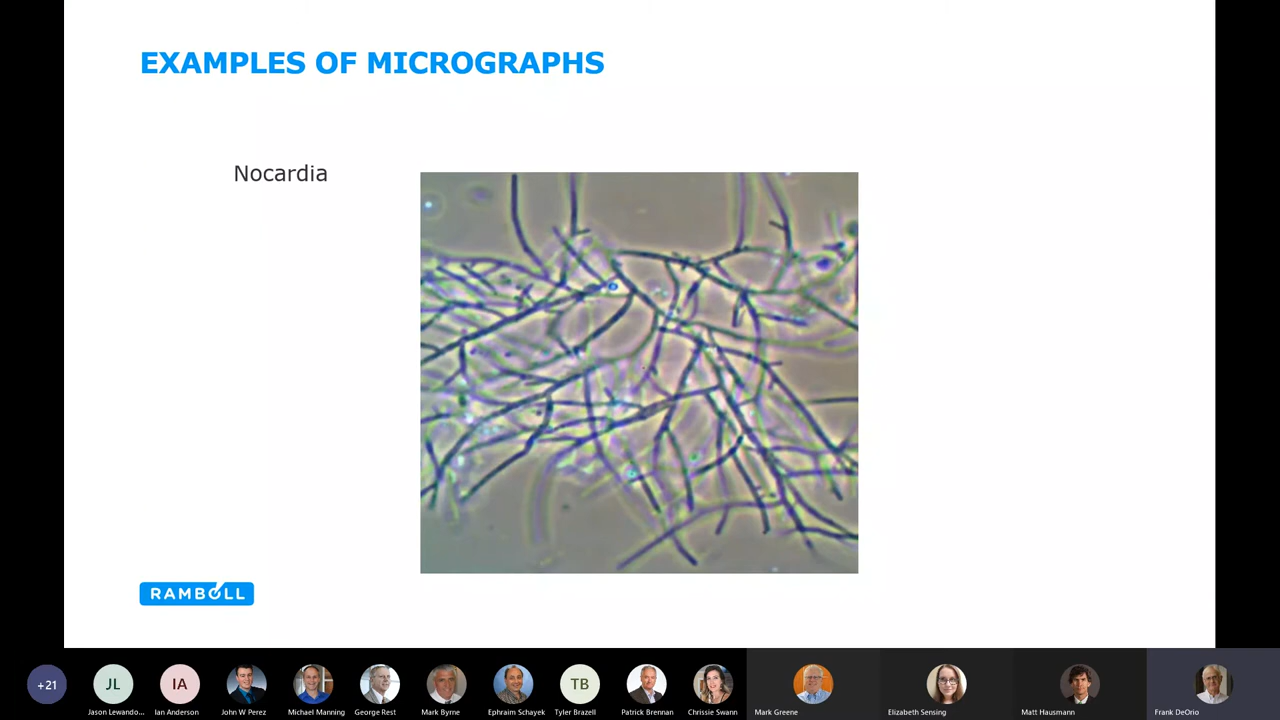 EXAMPLES OF MICROGRAPHS
Nocardia
RAMBOLL
+21
JL
IA
TB
Jason Lewando...
Ian Anderson
John W Perez
Michael Manning
George Rest
Mark Byrne
Ephraim Schayek
Tyler Brazell
Patrick Brennan
Chrissie Swann
Mark Greene
Elizabeth Sensing
Matt Hausmann
Frank DeOrio